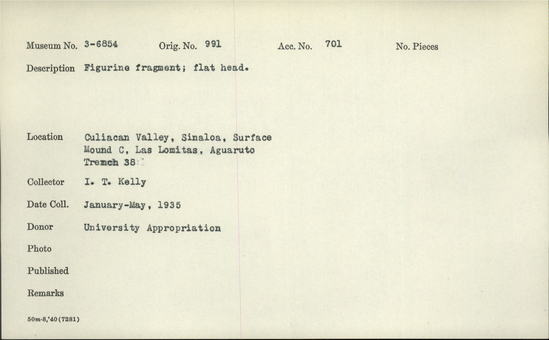 Museum No. 3-6854 Orig. No. 991 Acc. No. 701 No. Pieces
Description Figurine fragment; flat head.
Location Culiacan Valley, Sinaloa, Surface
Mound C, Las Lomitas, Aguaruto
Trench 38
Collector I. T. Kelly
Date Coll. January-May, 1935
Donor University Appropriation
Photo
Published
Remarks
50m-8,'40(7281)